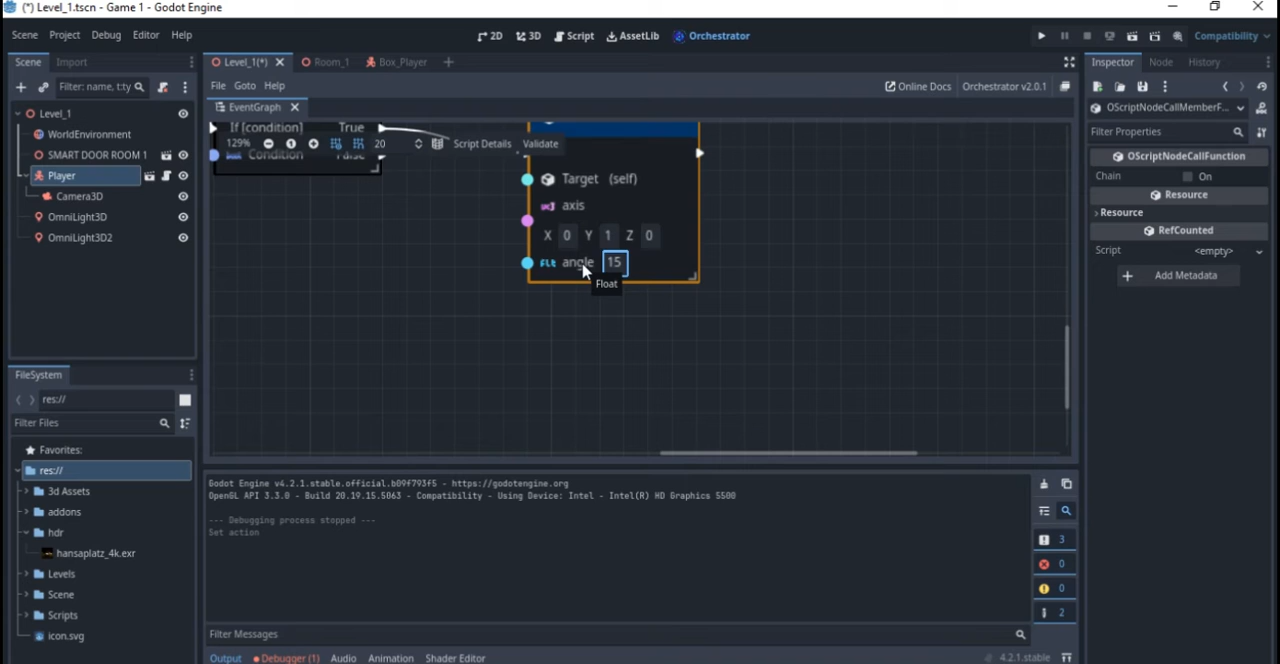 (*) Level_1.tscn - Game 1 - Godot Engine
Scene Project Debug Editor Help
2D 3D Script AssetLib Orchestrator
Compatibility
Scene Import
Level_1(*) Room_1 Box_Player
Inspector Node History
Filter: name, t:ty
File Goto Help
Online Docs Orchestrator v2.0.1
EventGraph
OScriptNodeCallMemberF...
Level_1
WorldEnvironment
SMART DOOR ROOM 1
Player
Camera3D
OmniLight3D
OmniLight3D2
If [condition] True
129% 20 Script Details Validate
Condition False
Target (self)
axis
X 0 Y 1 Z 0
FLt angle 15
Float
Filter Properties
OScriptNodeCallFunction
Chain On
Resource
Resource
RefCounted
Script <empty>
Add Metadata
FileSystem
res://
Filter Files
Favorites:
res://
3d Assets
addons
hdr
hansaplatz_4k.exr
Levels
Scene
Scripts
icon.svg
Godot Engine v4.2.1.stable.official.b09f793f5 - https://godotengine.org
OpenGL API 3.3.0 - Build 20.19.15.5063 - Compatibility - Using Device: Intel - Intel(R) HD Graphics 5500
--- Debugging process stopped ---
Set action
3
0
0
2
Filter Messages
Output Debugger (1) Audio Animation Shader Editor
4.2.1.stable